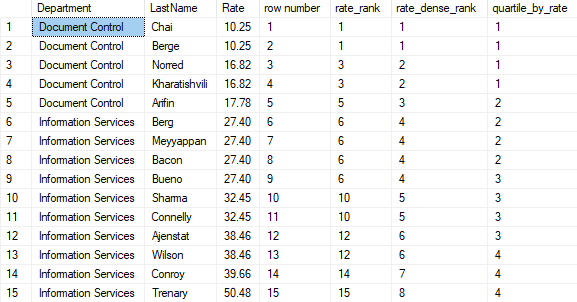 Department LastName Rate row number rate_rank rate_dense_rank quartile_by_rate
1 Document Control Chai 10.25 1 1 1 1
2 Document Control Berge 10.25 2 1 1 1
3 Document Control Norred 16.82 3 3 2 1
4 Document Control Kharatishvili 16.82 4 3 2 1
5 Document Control Arifin 17.78 5 5 3 2
6 Information Services Berg 27.40 6 6 4 2
7 Information Services Meyyappan 27.40 7 6 4 2
8 Information Services Bacon 27.40 8 6 4 2
9 Information Services Bueno 27.40 9 6 4 3
10 Information Services Sharma 32.45 10 10 5 3
11 Information Services Connelly 32.45 11 10 5 3
12 Information Services Ajenstat 38.46 12 12 6 3
13 Information Services Wilson 38.46 13 12 6 4
14 Information Services Conroy 39.66 14 14 7 4
15 Information Services Trenary 50.48 15 15 8 4